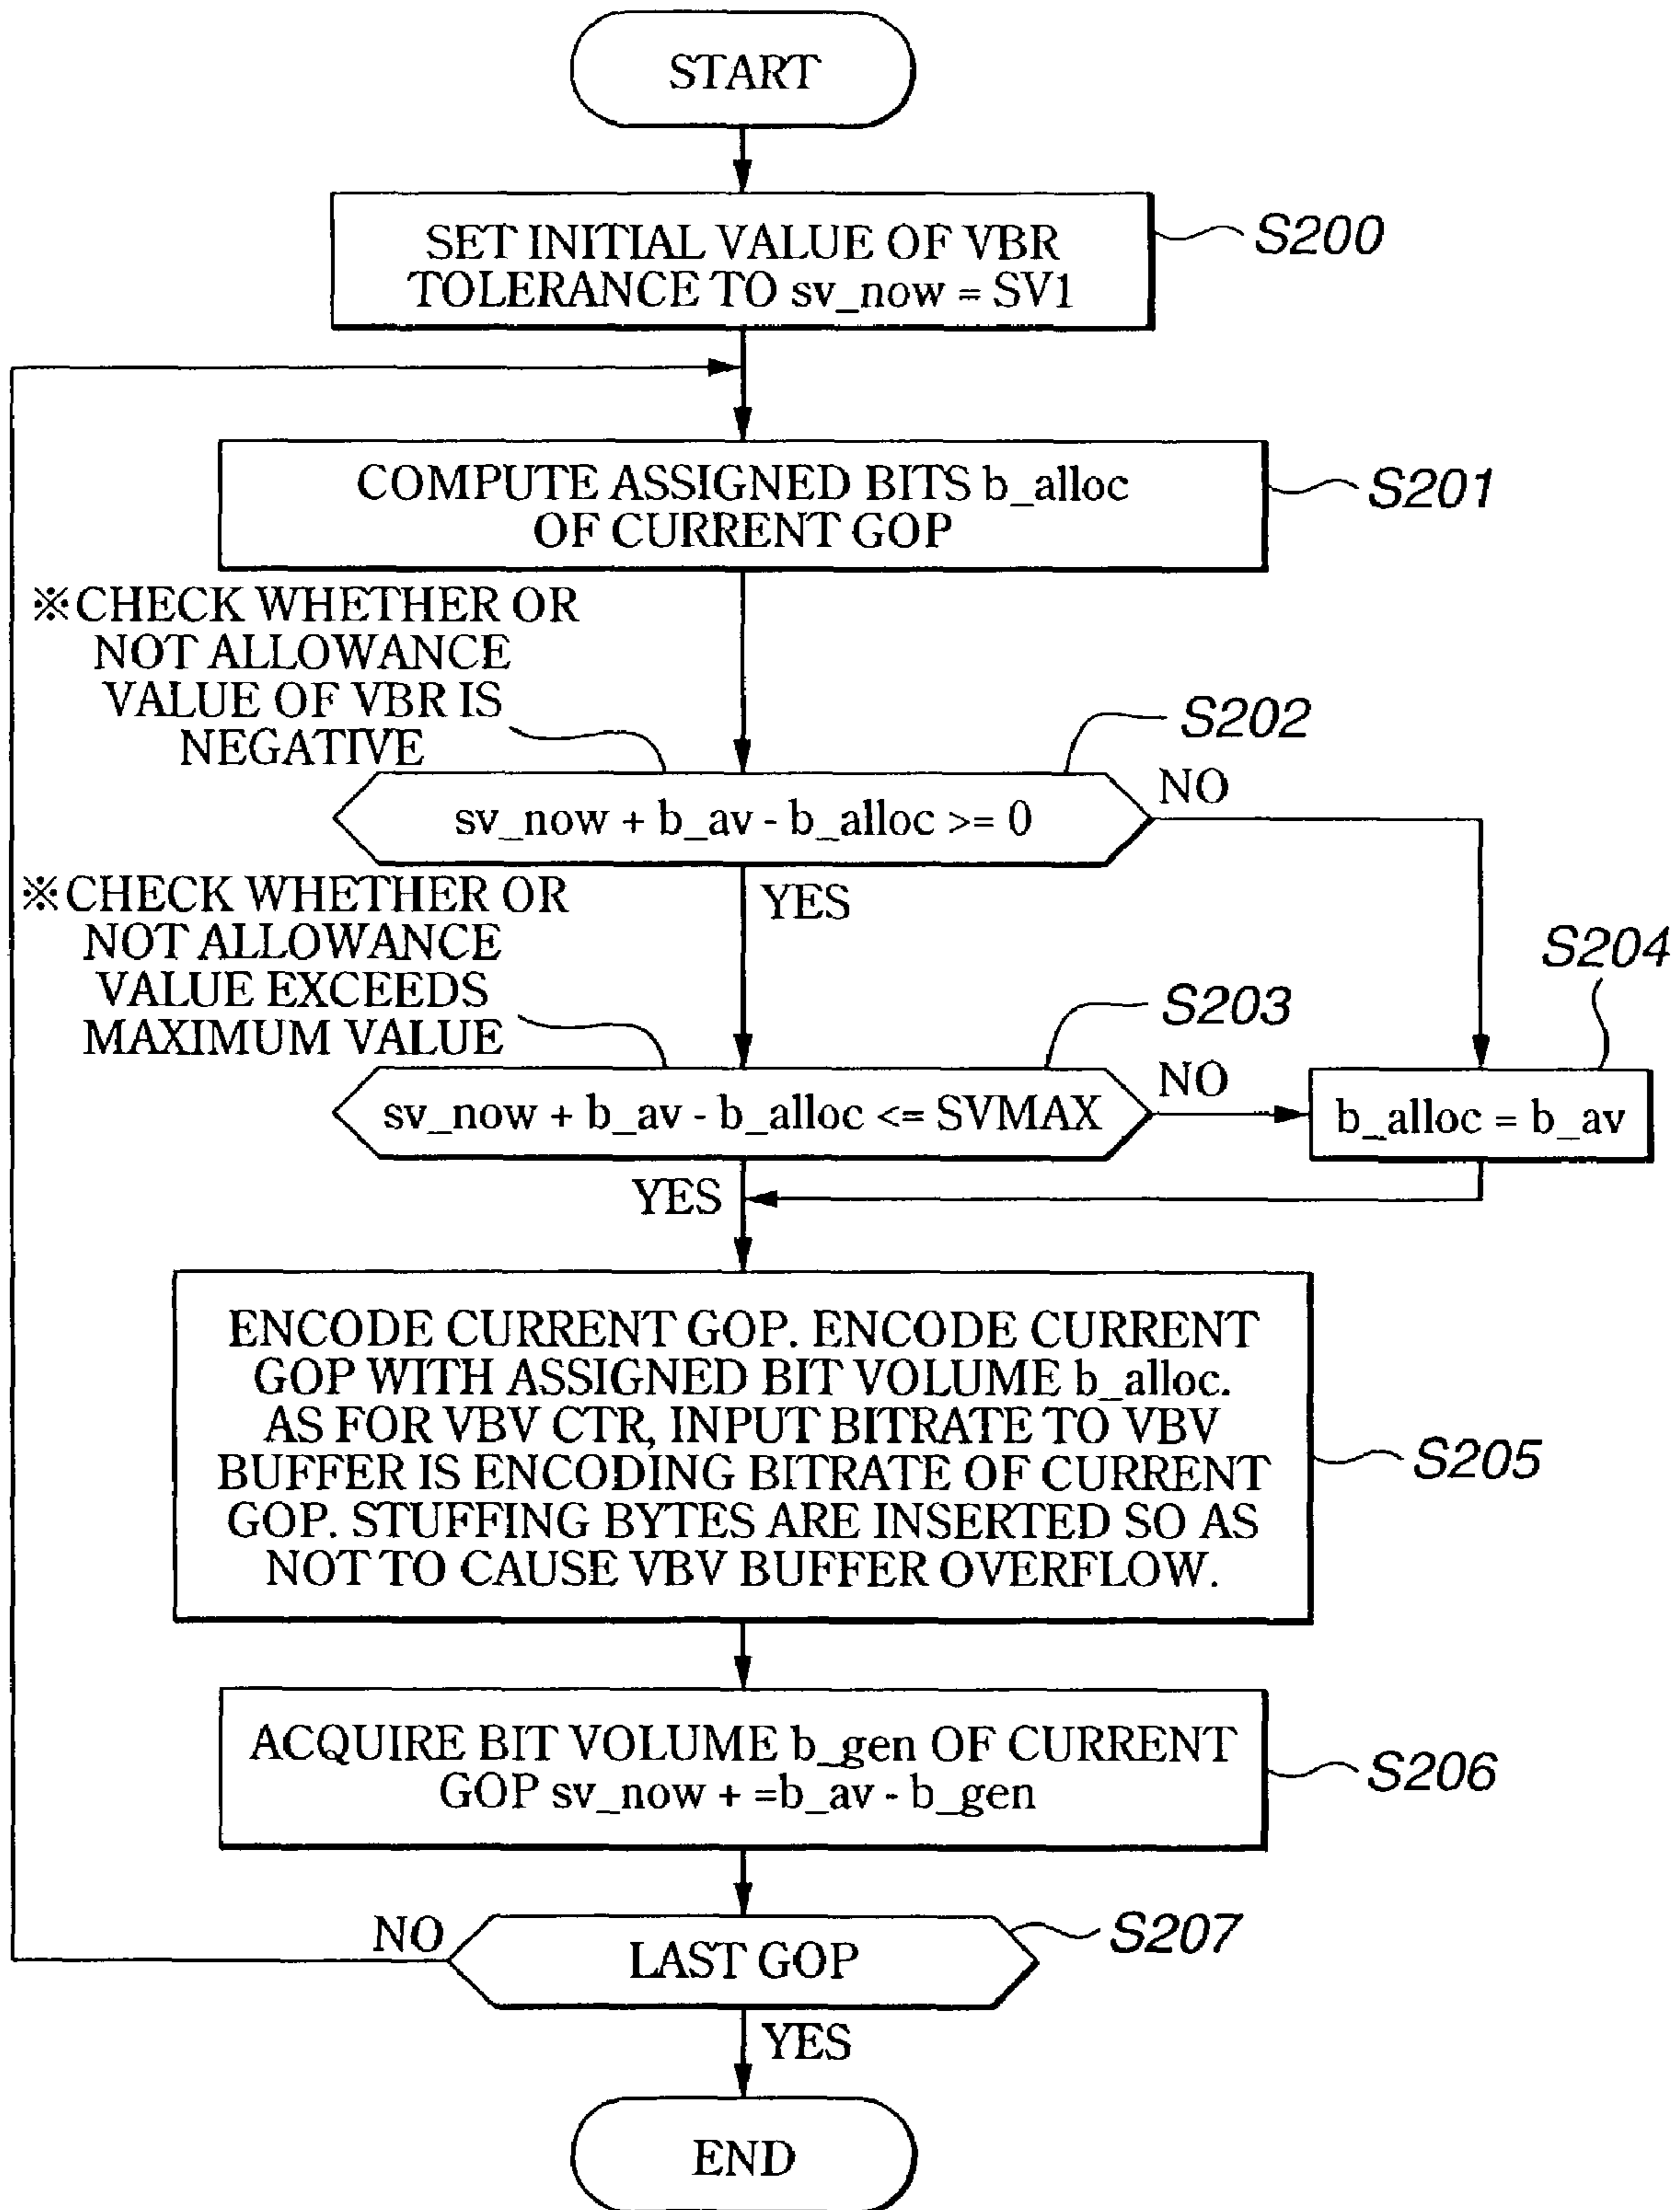 START
SET INITIAL VALUE OF VBR
TOLERANCE TO sv_now = SV1
S200
COMPUTE ASSIGNED BITS b_alloc
OF CURRENT GOP
S201
※CHECK WHETHER OR
NOT ALLOWANCE
VALUE OF VBR IS
NEGATIVE
S202
sv_now + b_av - b_alloc >= 0
NO
YES
※CHECK WHETHER OR
NOT ALLOWANCE
VALUE EXCEEDS
MAXIMUM VALUE
S203
S204
sv_now + b_av - b_alloc <= SVMAX
NO
b_alloc = b_av
YES
ENCODE CURRENT GOP. ENCODE CURRENT
GOP WITH ASSIGNED BIT VOLUME b_alloc.
AS FOR VBV CTR, INPUT BITRATE TO VBV
BUFFER IS ENCODING BITRATE OF CURRENT
GOP. STUFFING BYTES ARE INSERTED SO AS
NOT TO CAUSE VBV BUFFER OVERFLOW.
S205
ACQUIRE BIT VOLUME b_gen OF CURRENT
GOP sv_now + =b_av - b_gen
S206
NO
LAST GOP
S207
YES
END